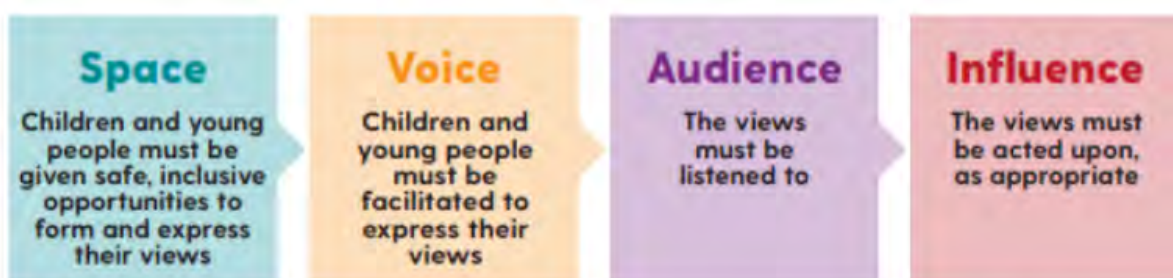 Space
Children and young
people must be
given safe, inclusive
opportunities to
form and express
their views
Voice
Children and
young people
must be
facilitated to
express their
views
Audience
The views
must be
listened to
Influence
The views must
be acted upon,
as appropriate